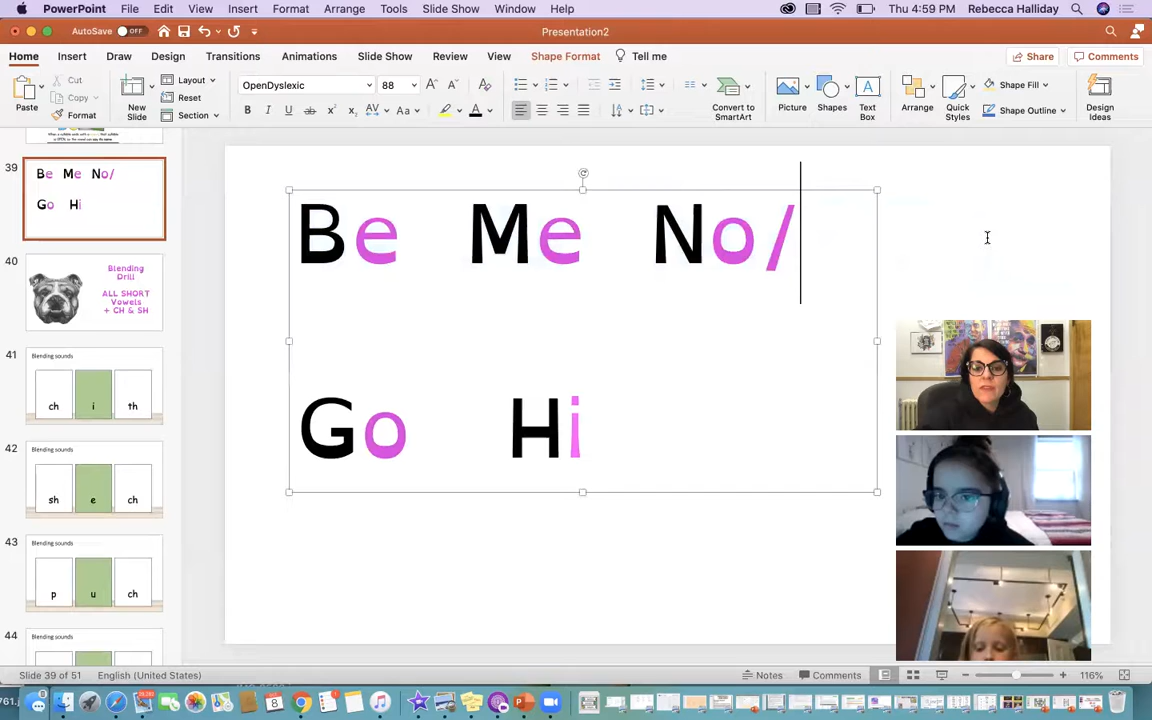 PowerPoint File Edit View Insert Format Arrange Tools Slide Show Window Help Thu 4:59 PM Rebecca Halliday
AutoSave OFF Presentation2
Home Insert Draw Design Transitions Animations Slide Show Review View Shape Format Tell me Share Comments
Paste Cut Copy Format New Slide Layout Reset Section OpenDyslexic 88 Convert to SmartArt Picture Shapes Text Box Arrange Quick Styles Shape Fill Shape Outline Design Ideas
39
Be Me No/
Go Hi
40
Blending
Drill
ALL SHORT
Vowels
+ CH & SH
41
Blending sounds
ch i th
42
Blending sounds
sh e ch
43
Blending sounds
p u ch
44
Blending sounds
Be Me No/
Go Hi
Slide 39 of 51 English (United States) Notes Comments 116%